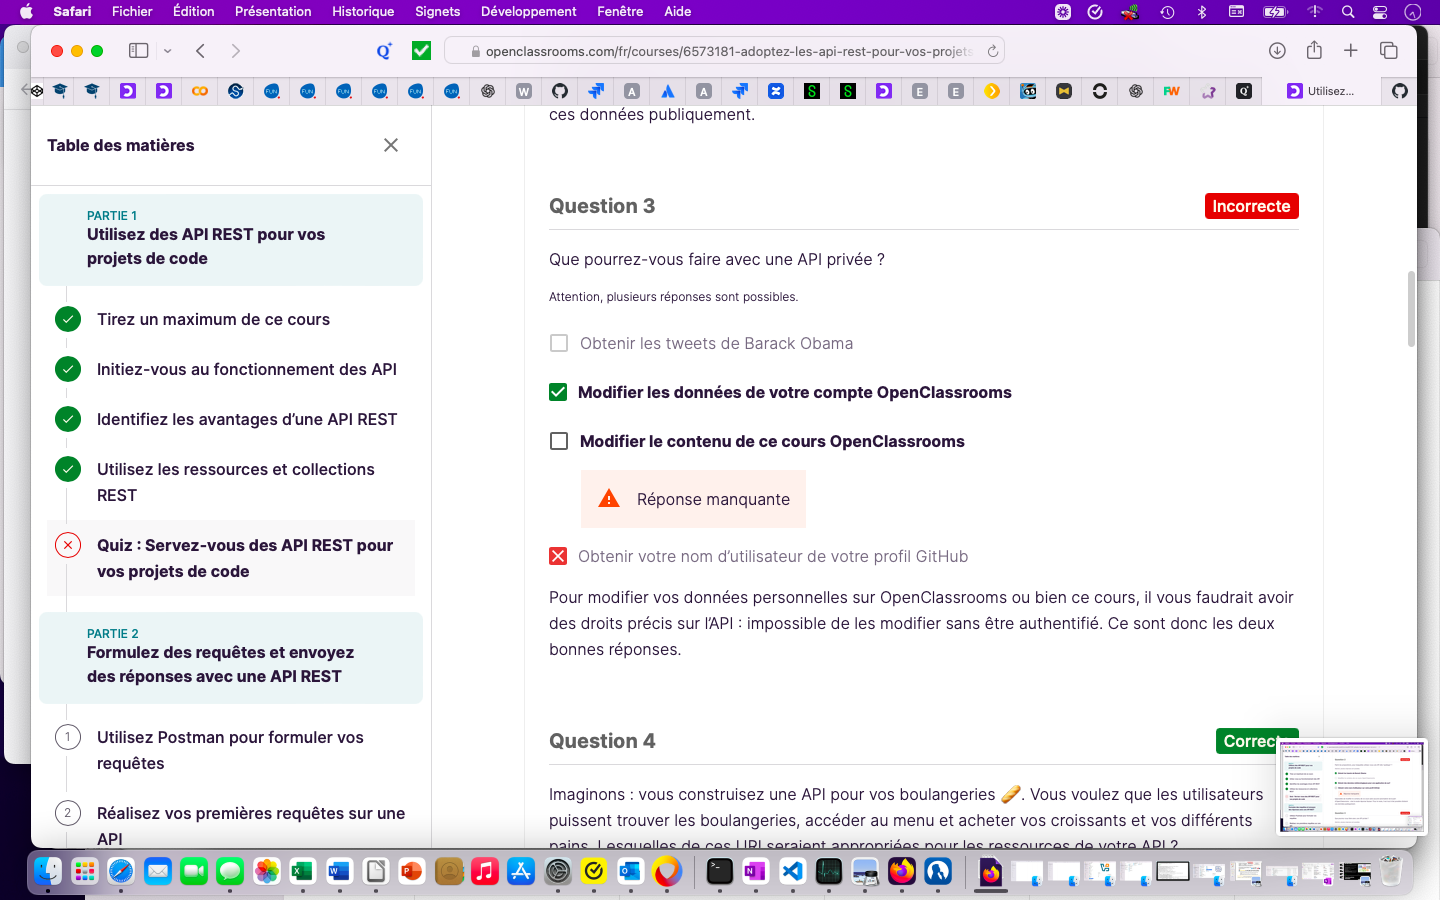 Safari Fichier Édition Présentation Historique Signets Développement Fenêtre Aide
openclassrooms.com/fr/courses/6573181-adoptez-les-api-rest-pour-vos-projets
Utilisez...
Table des matières
PARTIE 1
Utilisez des API REST pour vos
projets de code
Tirez un maximum de ce cours
Initiez-vous au fonctionnement des API
Identifiez les avantages d’une API REST
Utilisez les ressources et collections
REST
Quiz : Servez-vous des API REST pour
vos projets de code
PARTIE 2
Formulez des requêtes et envoyez
des réponses avec une API REST
1
Utilisez Postman pour formuler vos
requêtes
2
Réalisez vos premières requêtes sur une
API
ces données publiquement.
Question 3
Incorrecte
Que pourrez-vous faire avec une API privée ?
Attention, plusieurs réponses sont possibles.
Obtenir les tweets de Barack Obama
Modifier les données de votre compte OpenClassrooms
Modifier le contenu de ce cours OpenClassrooms
Réponse manquante
Obtenir votre nom d’utilisateur de votre profil GitHub
Pour modifier vos données personnelles sur OpenClassrooms ou bien ce cours, il vous faudrait avoir
des droits précis sur l’API : impossible de les modifier sans être authentifié. Ce sont donc les deux
bonnes réponses.
Question 4
Correct
Imaginons : vous construisez une API pour vos boulangeries 🥖. Vous voulez que les utilisateurs
puissent trouver les boulangeries, accéder au menu et acheter vos croissants et vos différents
pains. Lesquelles de ces URI seraient appropriées pour les ressources de votre API ?